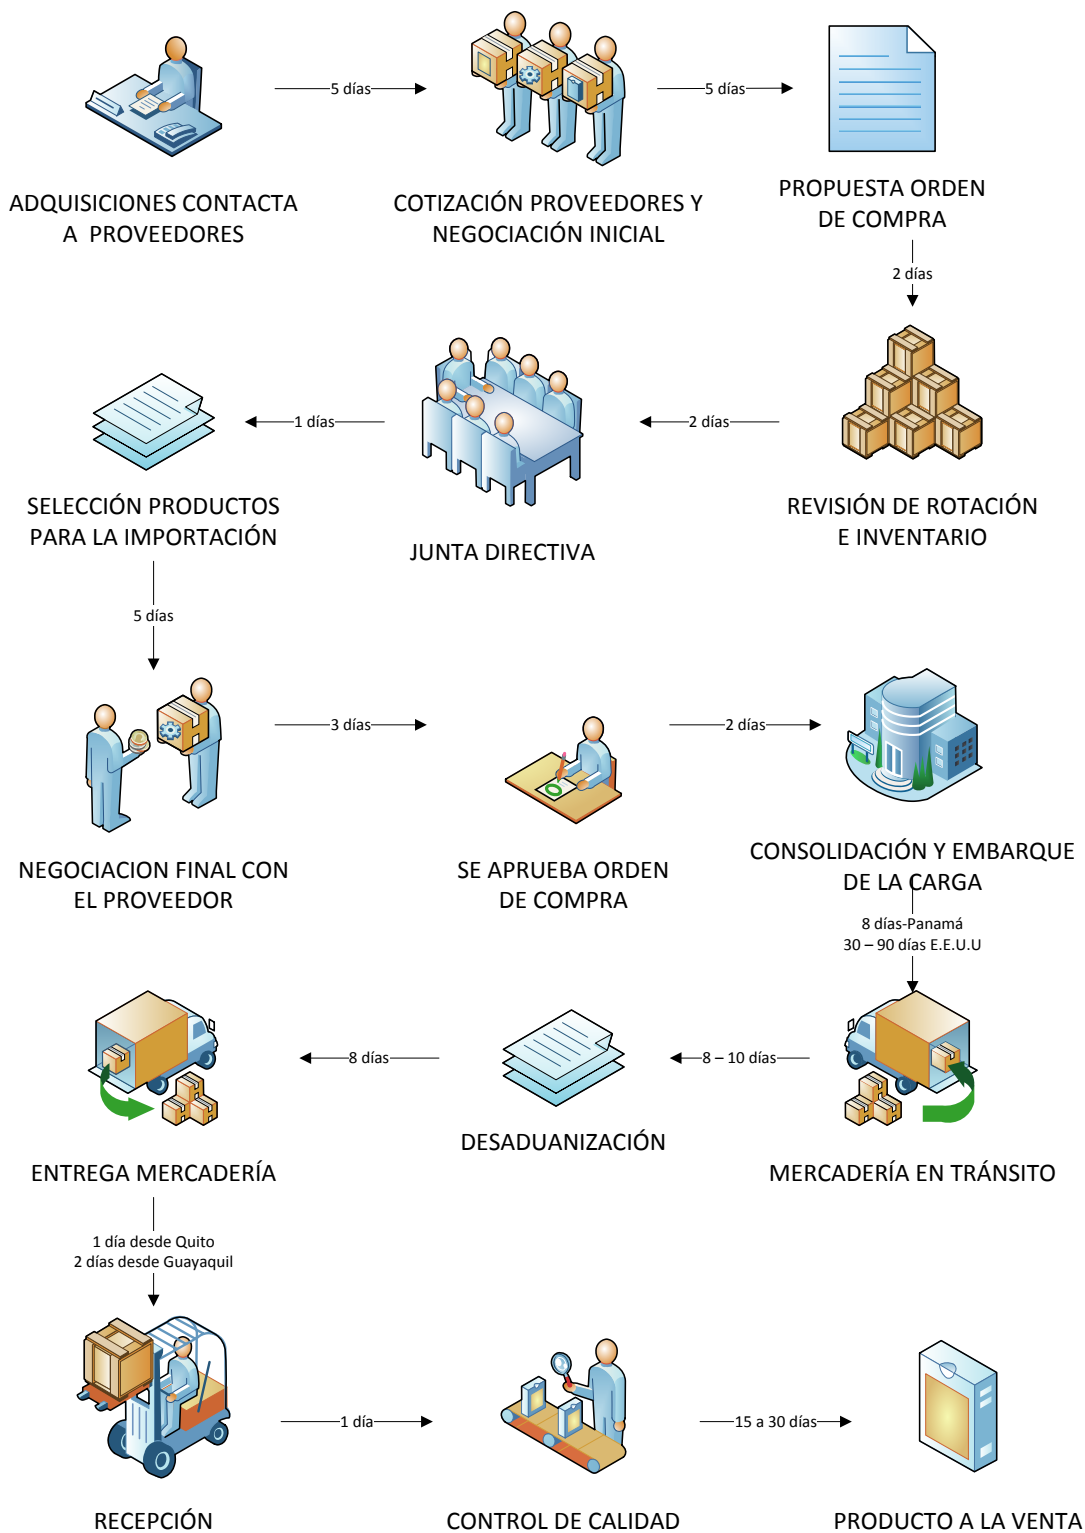 5 días
5 días
ADQUISICIONES CONTACTA
A PROVEEDORES
COTIZACIÓN PROVEEDORES Y
NEGOCIACIÓN INICIAL
PROPUESTA ORDEN
DE COMPRA
2 días
1 días
2 días
SELECCIÓN PRODUCTOS
PARA LA IMPORTACIÓN
JUNTA DIRECTIVA
REVISIÓN DE ROTACIÓN
E INVENTARIO
5 días
3 días
2 días
NEGOCIACION FINAL CON
EL PROVEEDOR
SE APRUEBA ORDEN
DE COMPRA
CONSOLIDACIÓN Y EMBARQUE
DE LA CARGA
8 días-Panamá
30 – 90 días E.E.U.U
8 días
8 – 10 días
ENTREGA MERCADERÍA
DESADUANIZACIÓN
MERCADERÍA EN TRÁNSITO
1 día desde Quito
2 días desde Guayaquil
1 día
15 a 30 días
RECEPCIÓN
CONTROL DE CALIDAD
PRODUCTO A LA VENTA